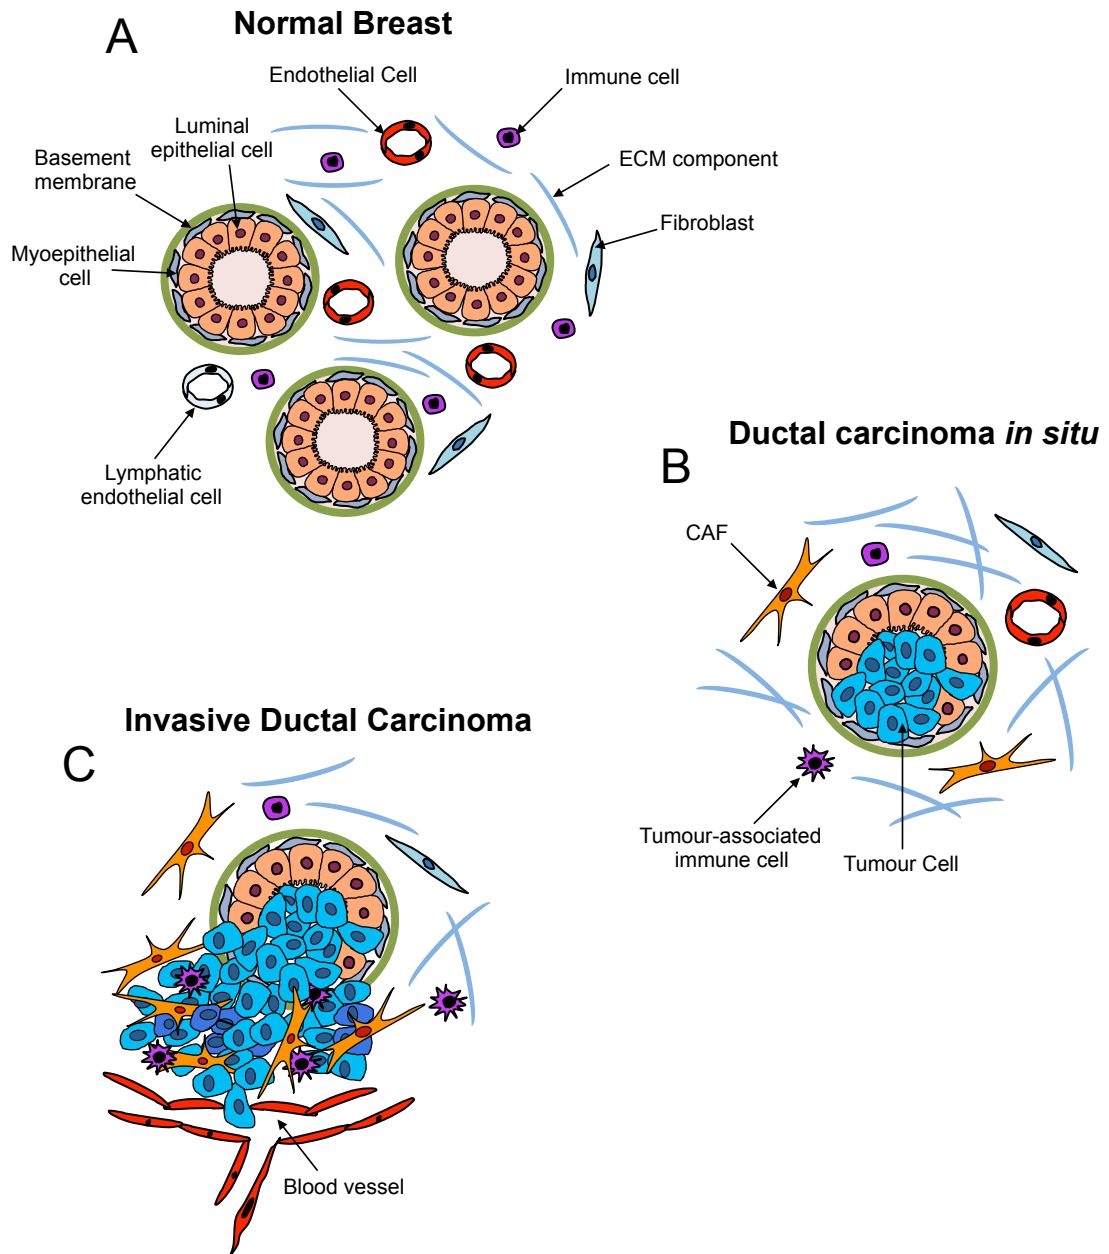 A
Normal Breast
Endothelial Cell
Immune cell
Luminal
epithelial cell
Basement
membrane
ECM component
Myoepithelial
cell
Fibroblast
Lymphatic
endothelial cell
Ductal carcinoma in situ
B
CAF
Tumour-associated
immune cell
Tumour Cell
Invasive Ductal Carcinoma
C
Blood vessel